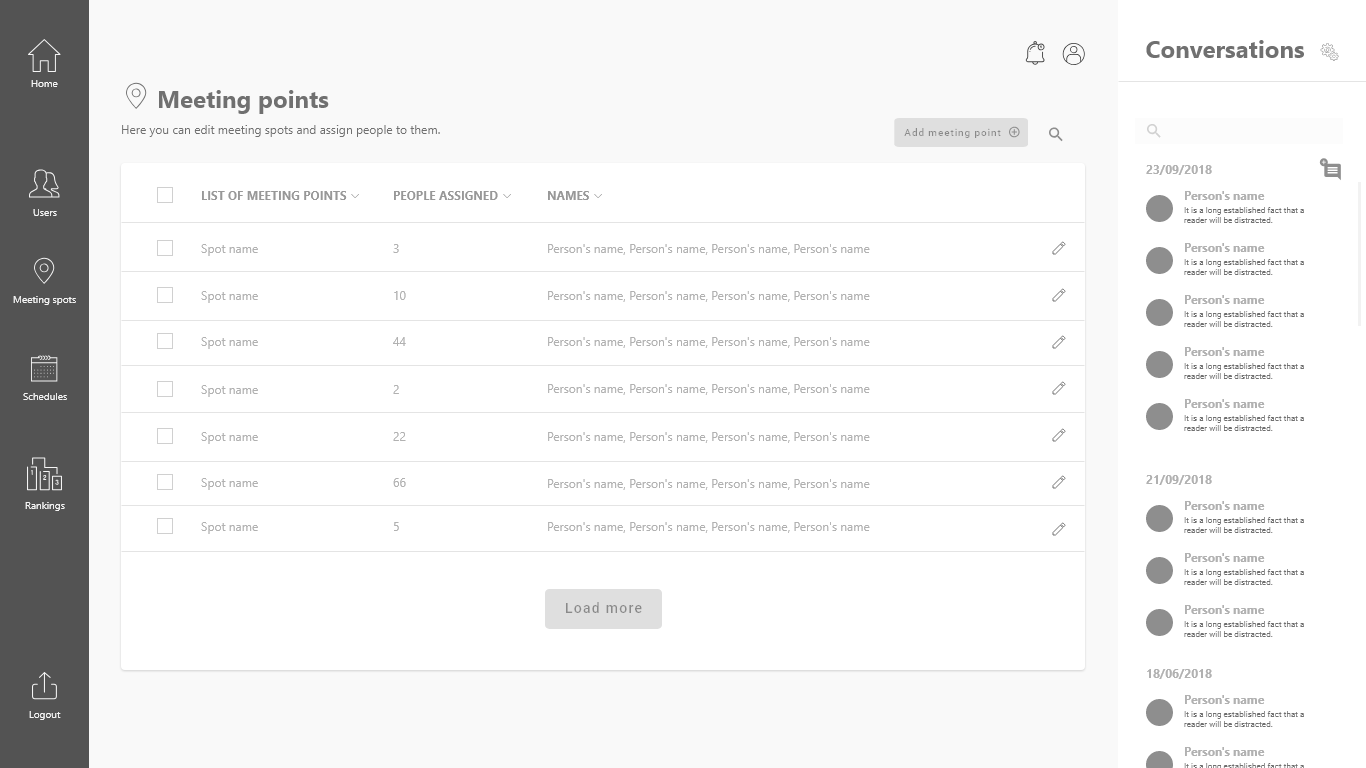 Home
Users
Meeting spots
Schedules
1 2 3
Rankings
Logout
Meeting points
Here you can edit meeting spots and assign people to them.
Add meeting point
LIST OF MEETING POINTS PEOPLE ASSIGNED NAMES
Spot name 3 Person's name, Person's name, Person's name, Person's name
Spot name 10 Person's name, Person's name, Person's name, Person's name
Spot name 44 Person's name, Person's name, Person's name, Person's name
Spot name 2 Person's name, Person's name, Person's name, Person's name
Spot name 22 Person's name, Person's name, Person's name, Person's name
Spot name 66 Person's name, Person's name, Person's name, Person's name
Spot name 5 Person's name, Person's name, Person's name, Person's name
Load more
Conversations
23/09/2018
Person's name
It is a long established fact that a
reader will be distracted.
Person's name
It is a long established fact that a
reader will be distracted.
Person's name
It is a long established fact that a
reader will be distracted.
Person's name
It is a long established fact that a
reader will be distracted.
Person's name
It is a long established fact that a
reader will be distracted.
21/09/2018
Person's name
It is a long established fact that a
reader will be distracted.
Person's name
It is a long established fact that a
reader will be distracted.
Person's name
It is a long established fact that a
reader will be distracted.
18/06/2018
Person's name
It is a long established fact that a
reader will be distracted.
Person's name
It is a long established fact that a